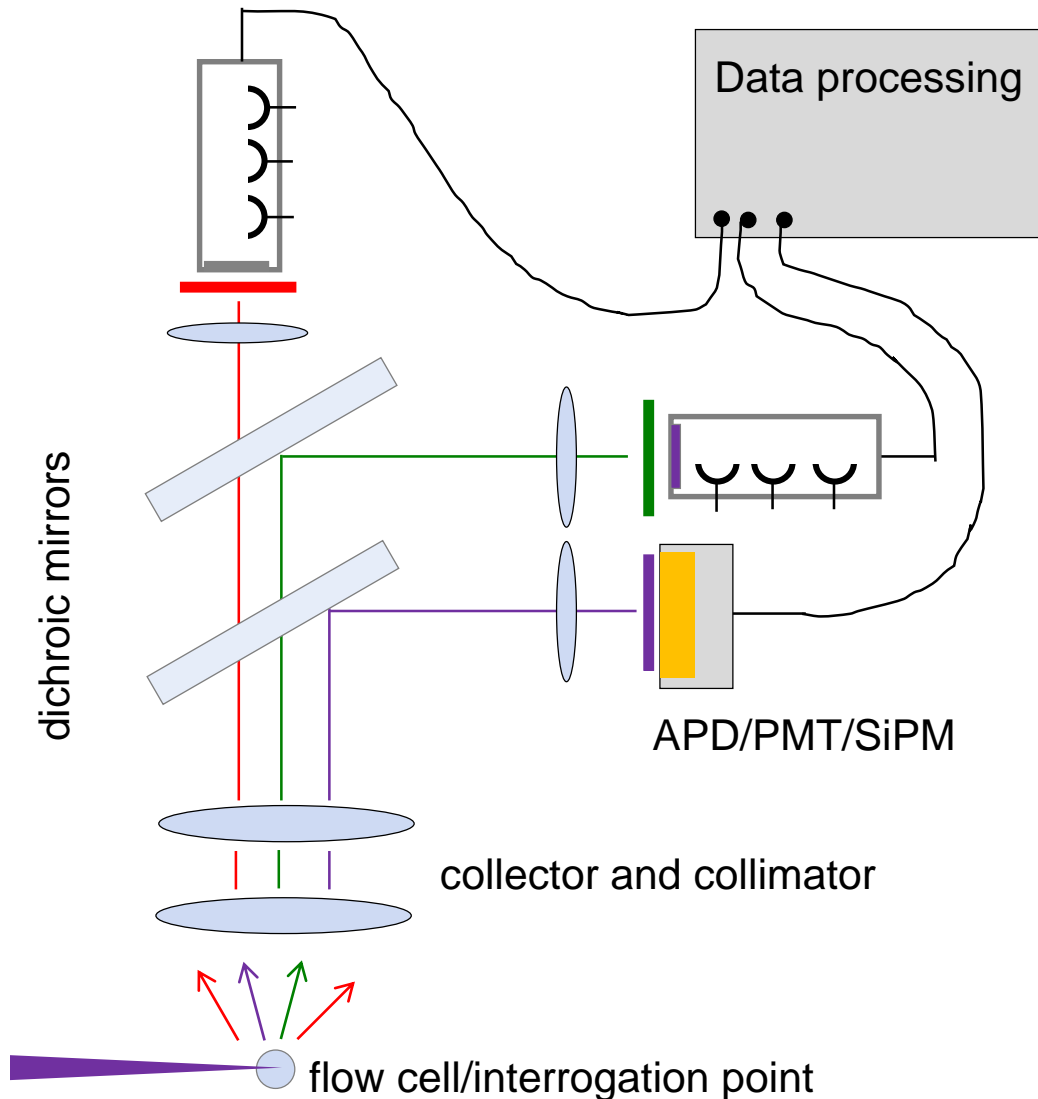 Data processing
dichroic mirrors
APD/PMT/SiPM
collector and collimator
flow cell/interrogation point